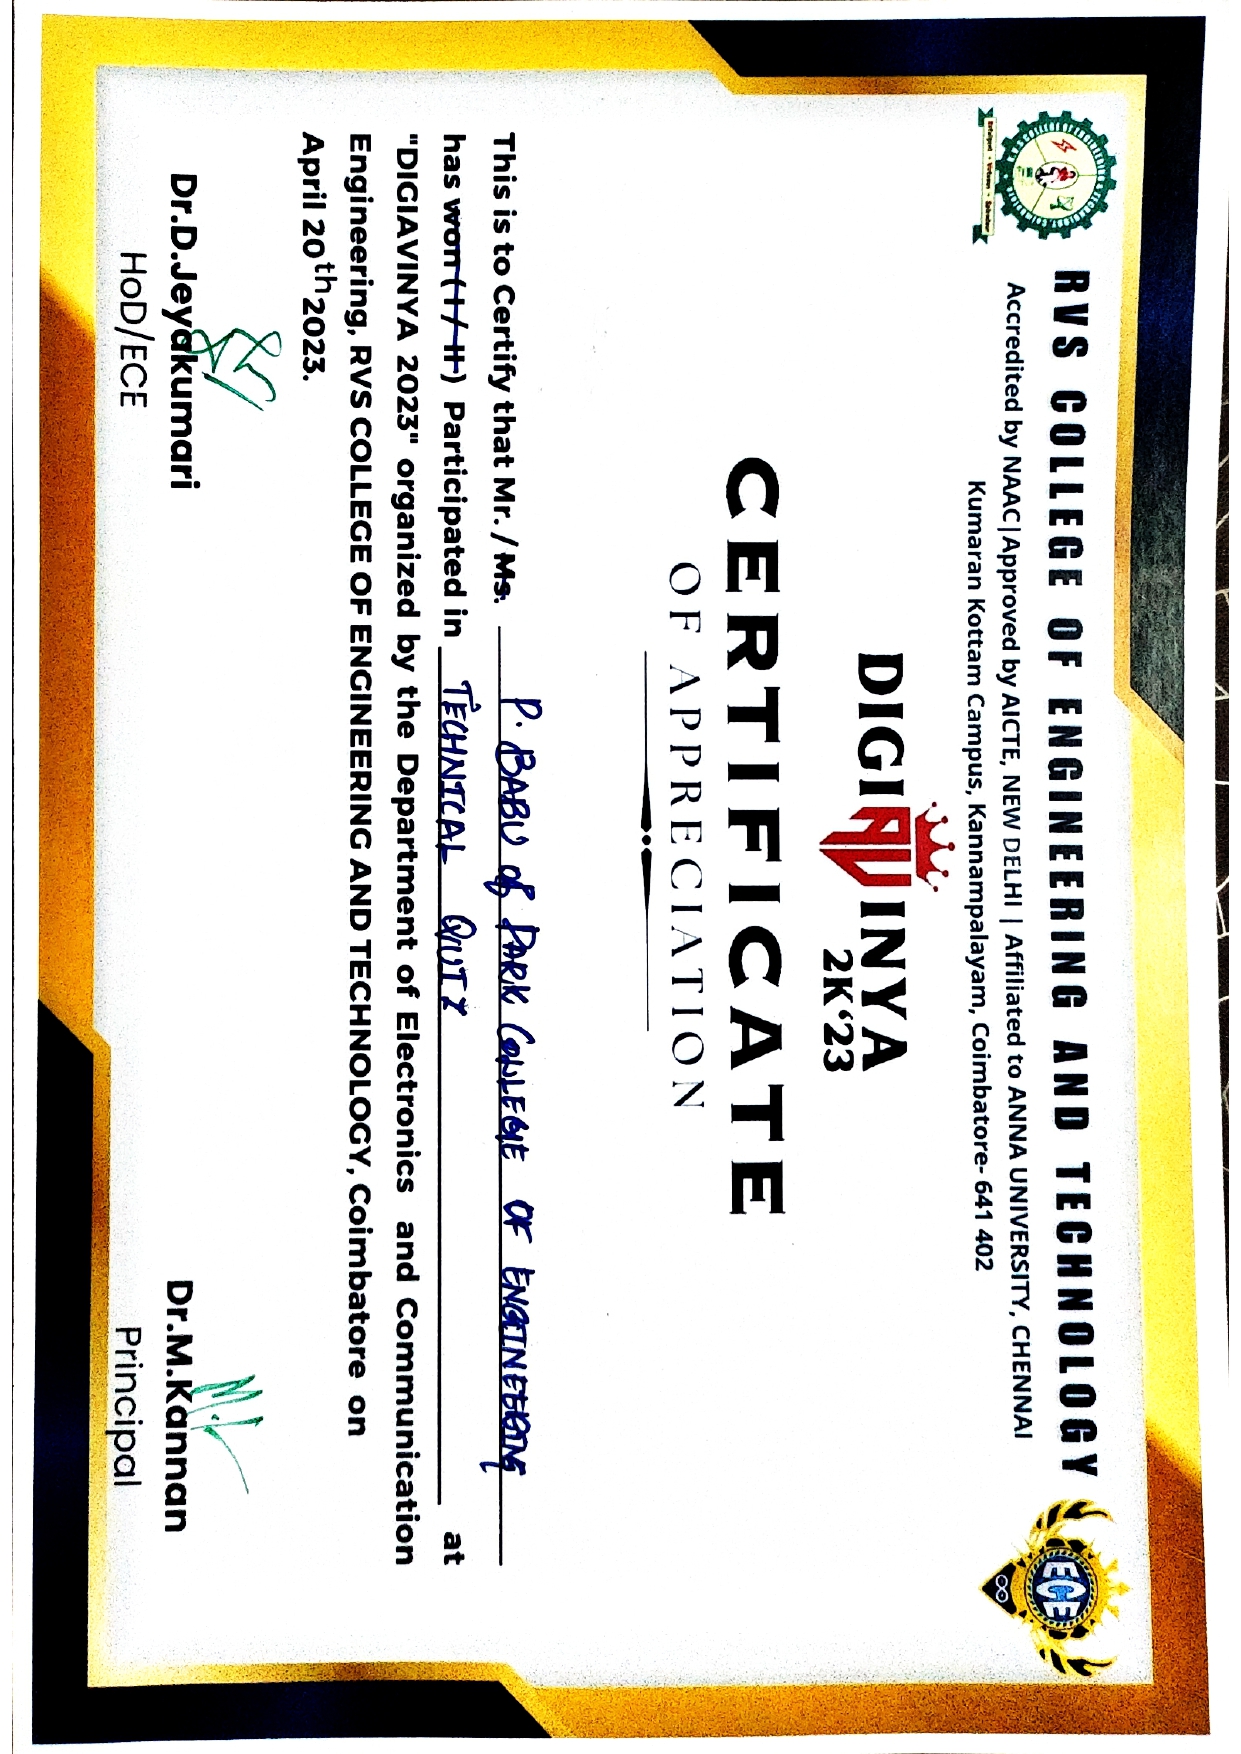 RVS COLLEGE OF ENGINEERING AND TECHNOLOGY
Accredited by NAAC|Approved by AICTE, NEW DELHI | Affiliated to ANNA UNIVERSITY, CHENNAI
Kumaran Kottam Campus, Kannampalayam, Coimbatore- 641 402
ECE
DIGIAVINYA
2K'23
CERTIFICATE
OF APPRECIATION
This is to Certify that Mr. / Ms. P. BABU of PARK COLLEGE OF ENGINEERING
has won ( I / II ) Participated in TECHNICAL QUIZ at
"DIGIAVINYA 2023" organized by the Department of Electronics and Communication
Engineering, RVS COLLEGE OF ENGINEERING AND TECHNOLOGY, Coimbatore on
April 20th 2023.
Dr.D.Jeyakumari
HoD/ECE
Dr.M.Kannan
Principal